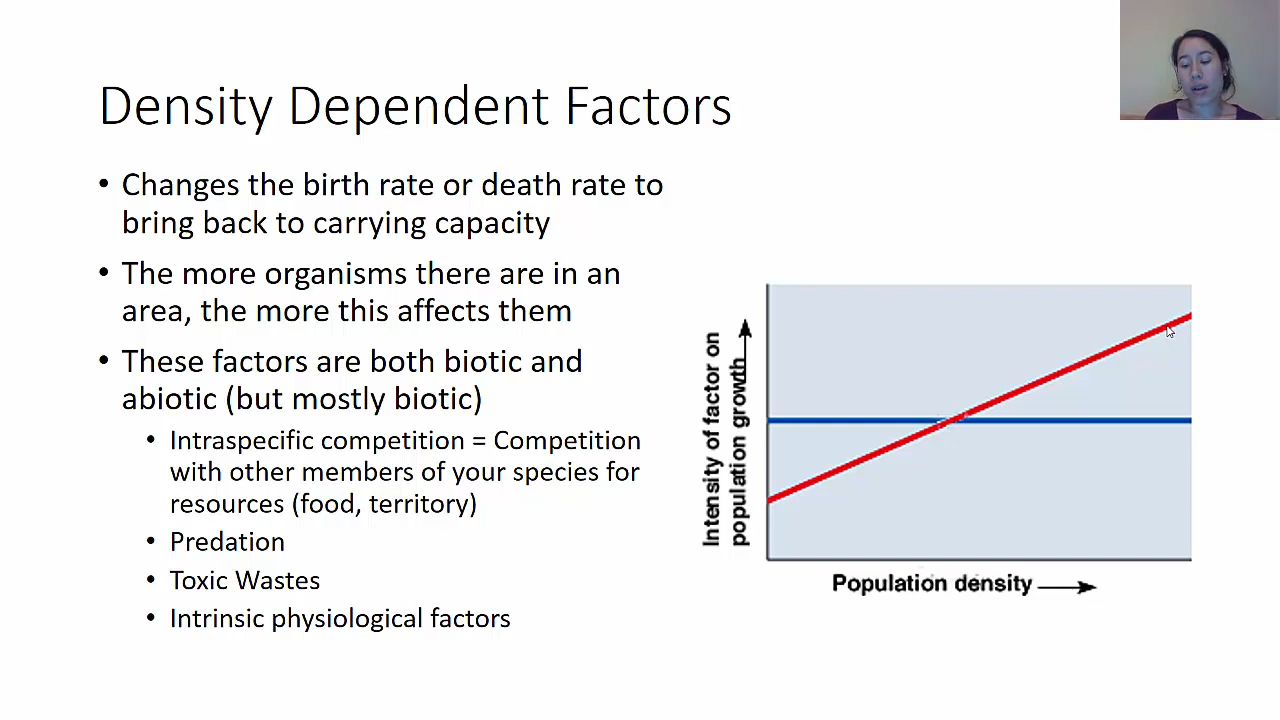 Density Dependent Factors
• Changes the birth rate or death rate to
bring back to carrying capacity
• The more organisms there are in an
area, the more this affects them
• These factors are both biotic and
abiotic (but mostly biotic)
• Intraspecific competition = Competition
with other members of your species for
resources (food, territory)
• Predation
• Toxic Wastes
• Intrinsic physiological factors
Intensity of factor on
population growth
Population density